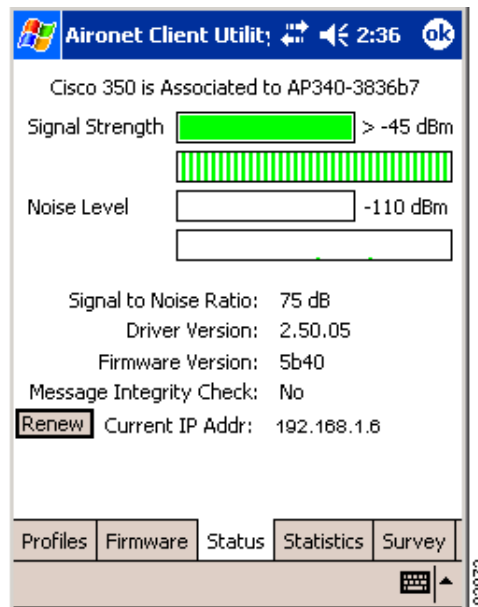 Aironet Client Utility 2:36 ok
Cisco 350 is Associated to AP340-3836b7
Signal Strength > -45 dBm
Noise Level -110 dBm
Signal to Noise Ratio: 75 dB
Driver Version: 2.50.05
Firmware Version: 5b40
Message Integrity Check: No
Renew Current IP Addr: 192.168.1.6
Profiles Firmware Status Statistics Survey